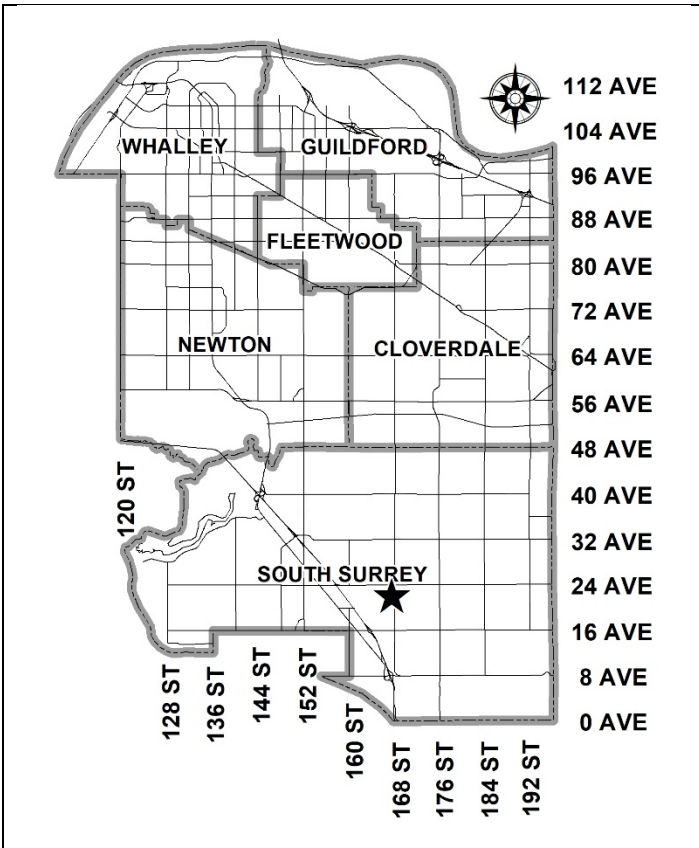 112 AVE
104 AVE
WHALLEY
GUILDFORD
96 AVE
88 AVE
FLEETWOOD
80 AVE
72 AVE
NEWTON
CLOVERDALE
64 AVE
56 AVE
48 AVE
120 ST
40 AVE
32 AVE
SOUTH SURREY
24 AVE
16 AVE
8 AVE
0 AVE
128 ST
136 ST
144 ST
152 ST
160 ST
168 ST
176 ST
184 ST
192 ST